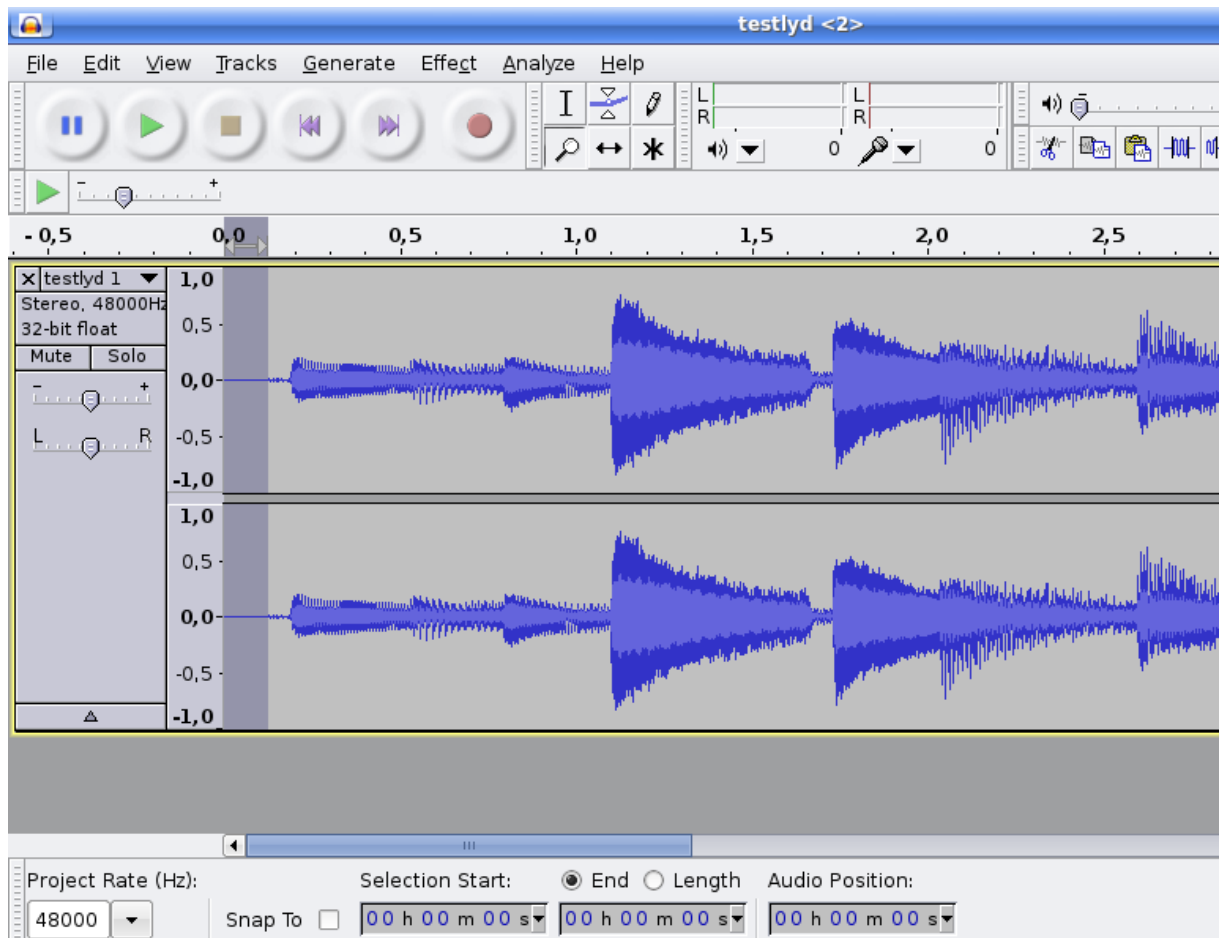 testlyd <2>
File Edit View Tracks Generate Effect Analyze Help
L
R
L
R
0
0
- +
- 0,5 0,0 0,5 1,0 1,5 2,0 2,5
testlyd 1
Stereo, 48000Hz
32-bit float
Mute Solo
- +
L R
1,0
0,5
0,0
-0,5
-1,0
1,0
0,5
0,0
-0,5
-1,0
Project Rate (Hz): Selection Start: End Length Audio Position:
48000 Snap To 00 h 00 m 00 s 00 h 00 m 00 s 00 h 00 m 00 s